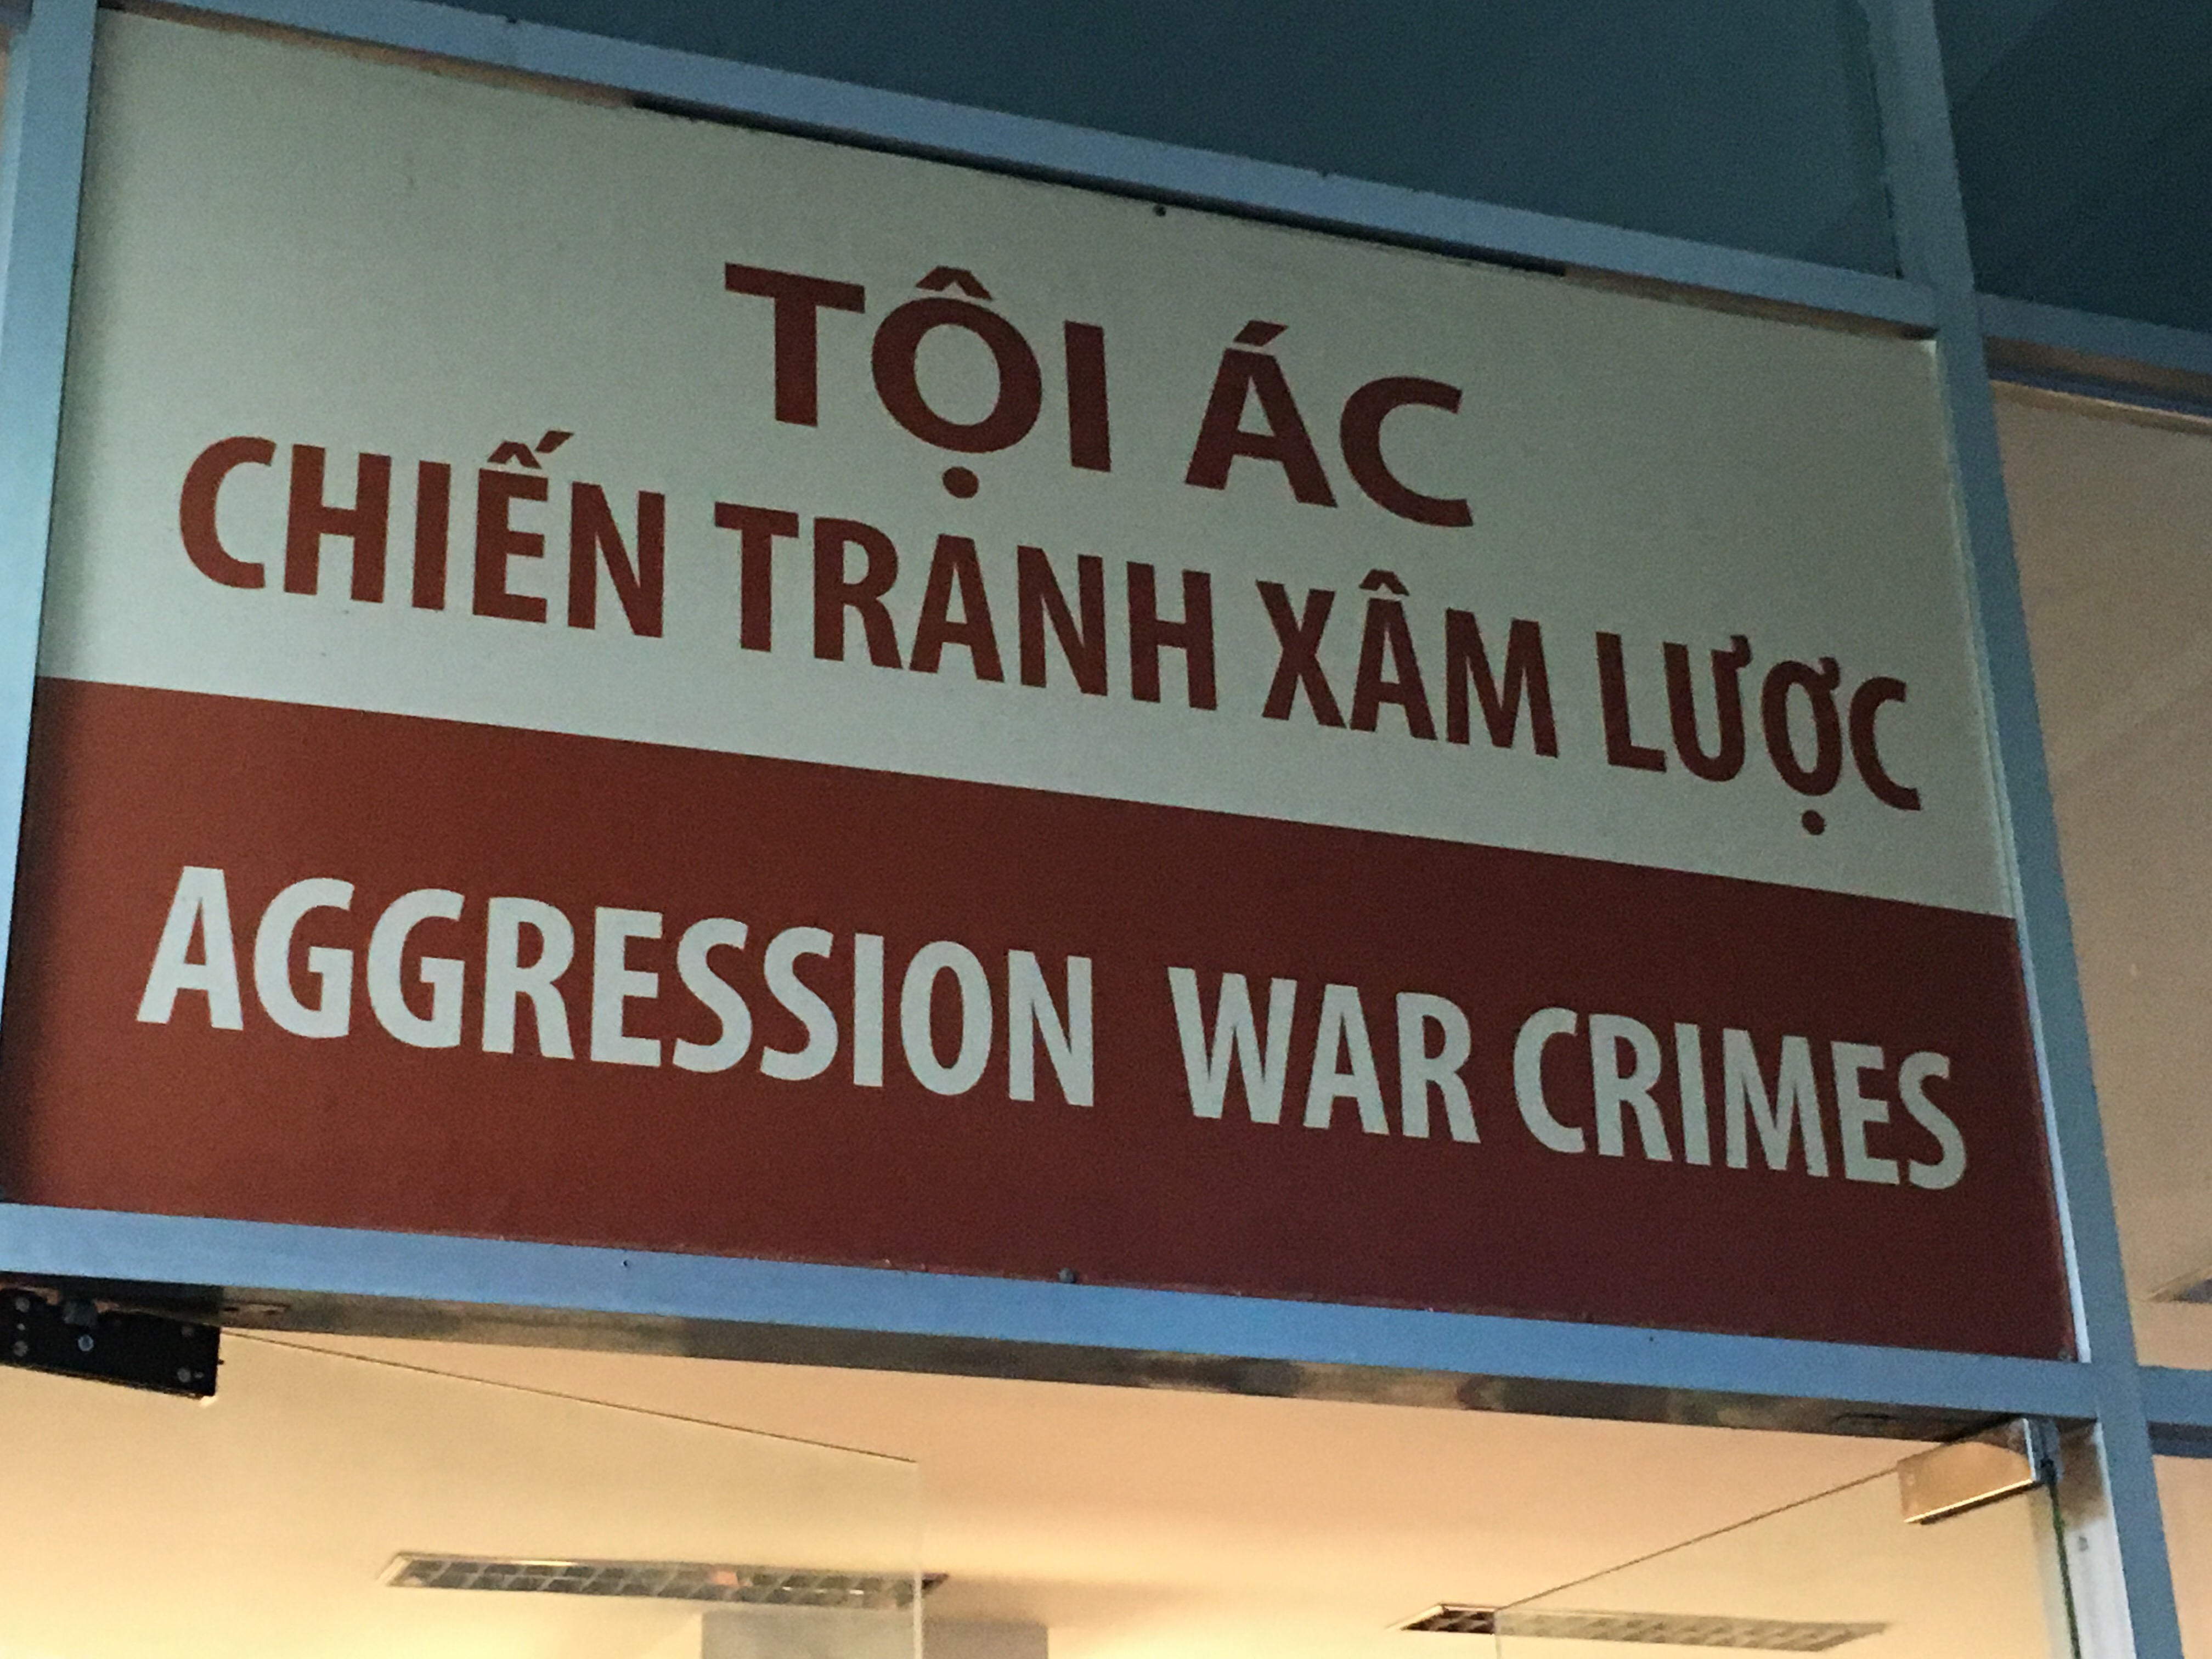 TỘI ÁC
CHIẾN TRANH XÂM LƯỢC
AGGRESSION WAR CRIMES